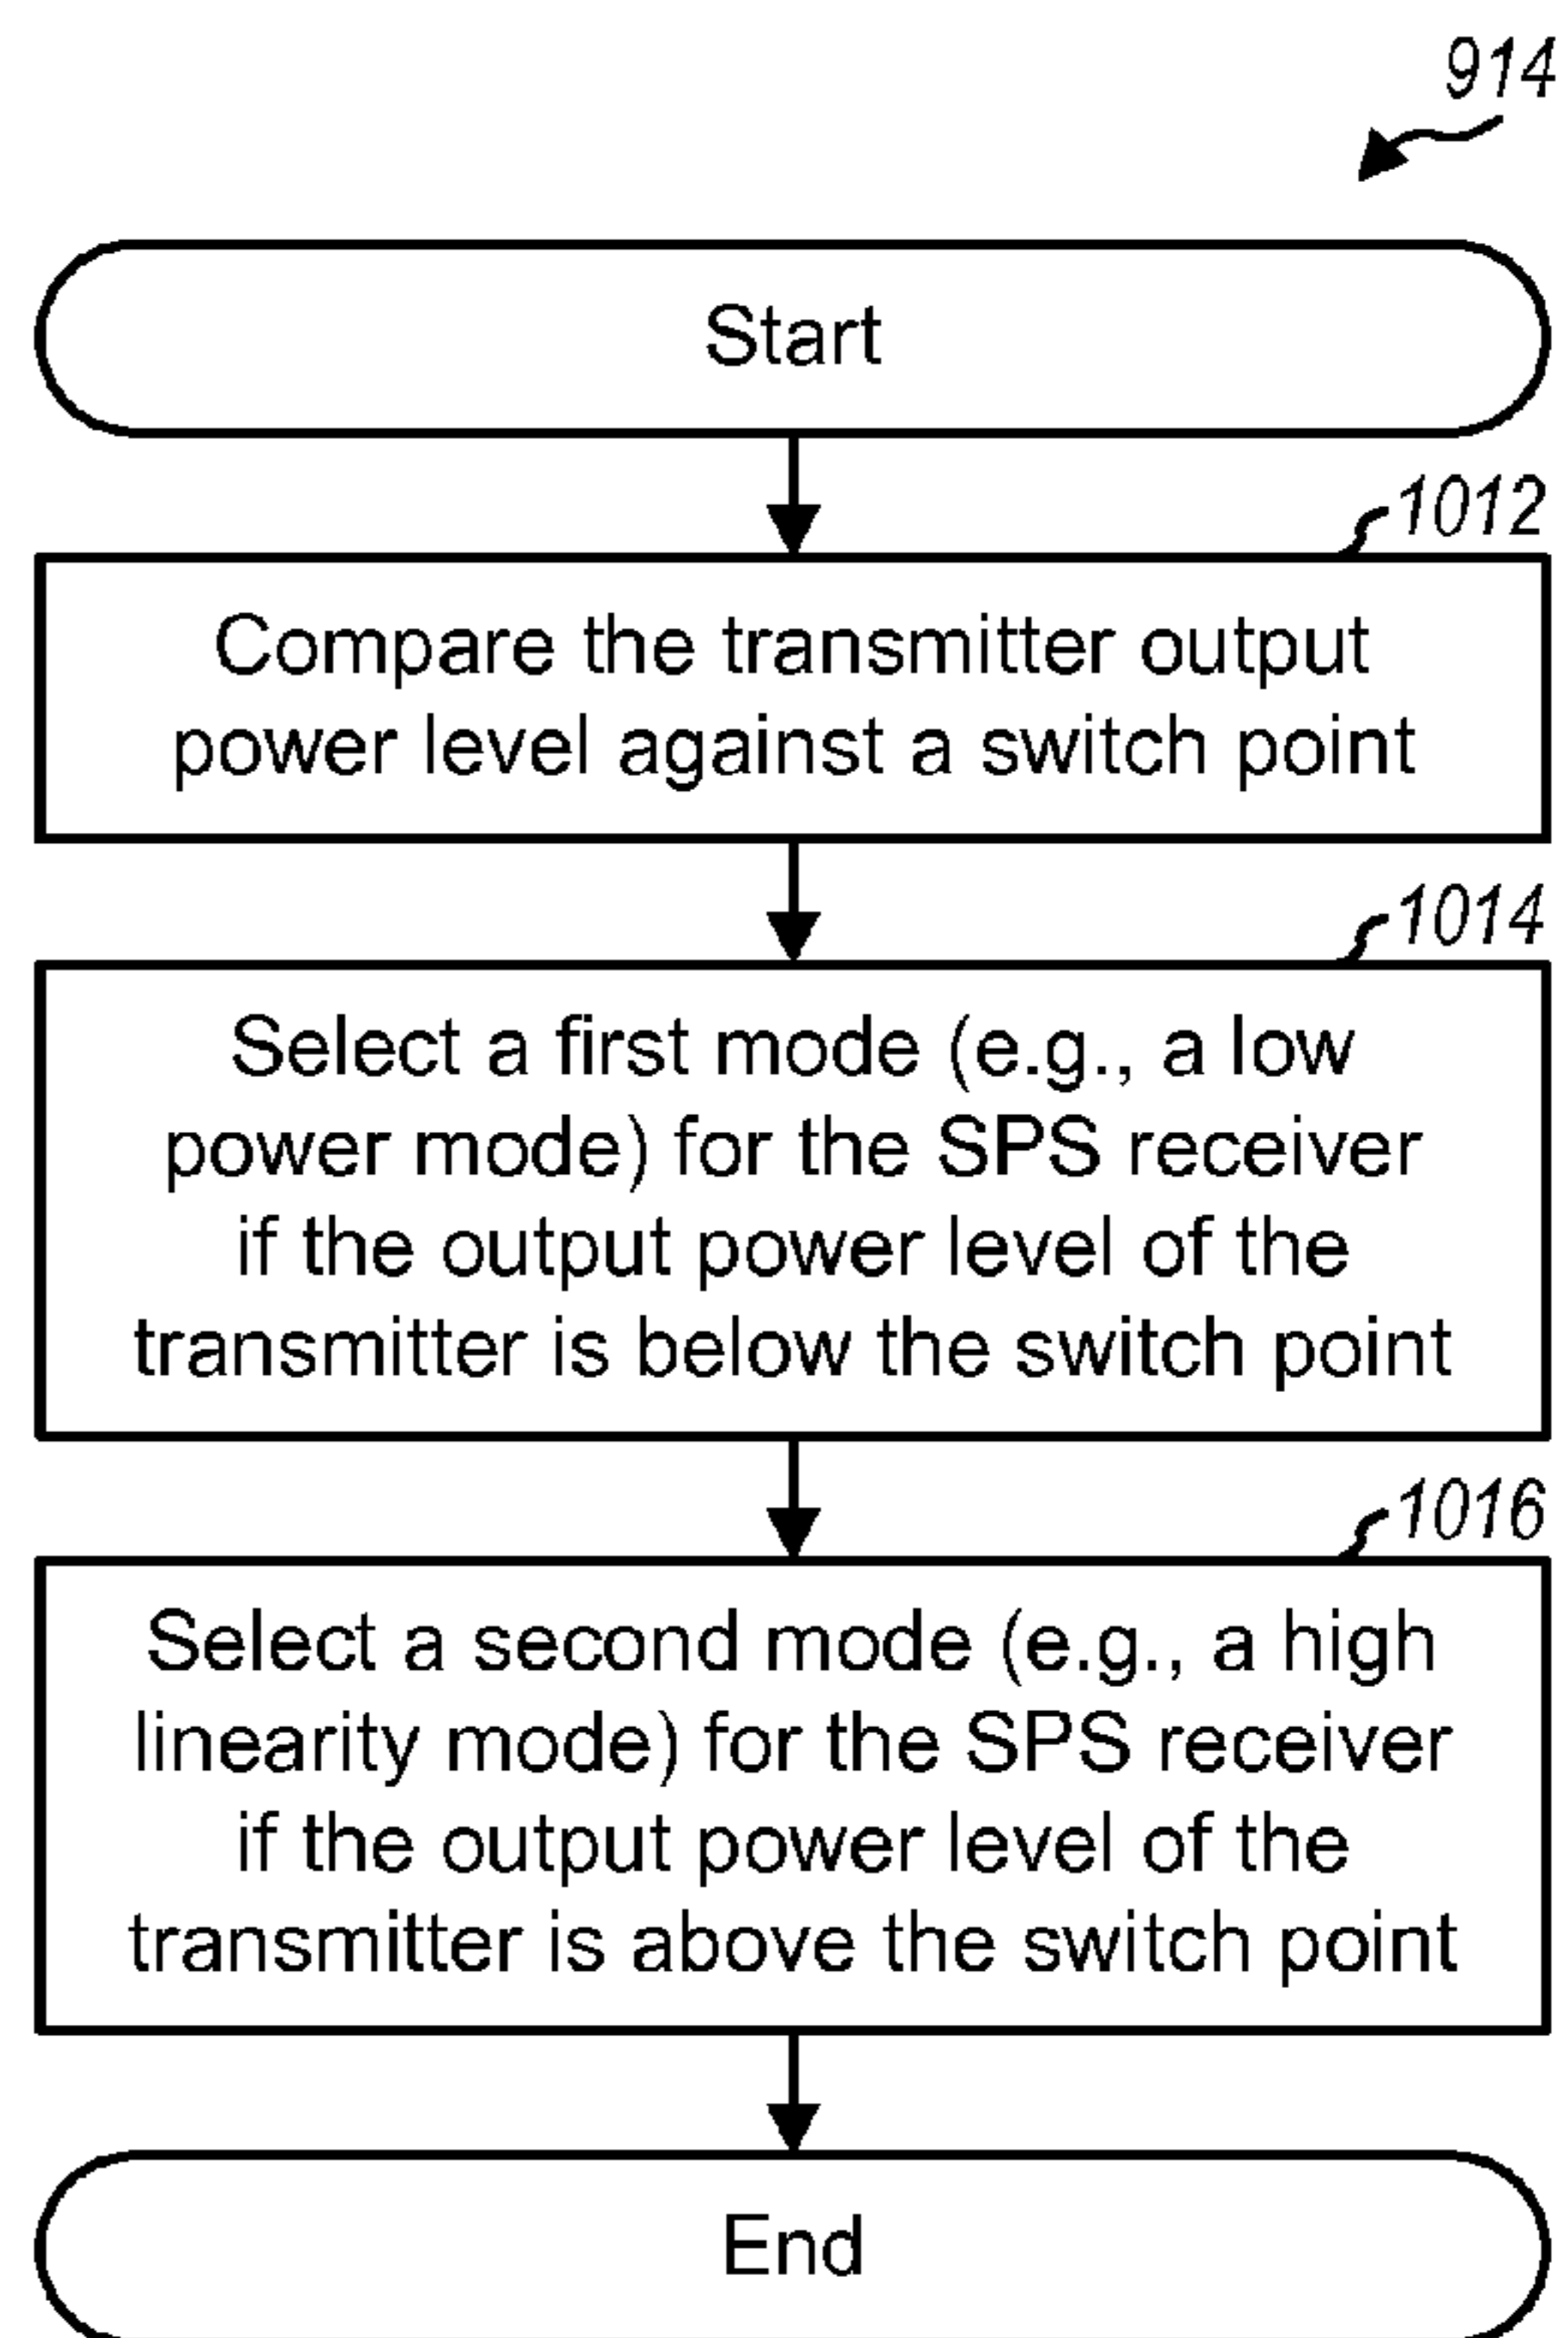 914
Start
1012
Compare the transmitter output
power level against a switch point
1014
Select a first mode (e.g., a low
power mode) for the SPS receiver
if the output power level of the
transmitter is below the switch point
1016
Select a second mode (e.g., a high
linearity mode) for the SPS receiver
if the output power level of the
transmitter is above the switch point
End